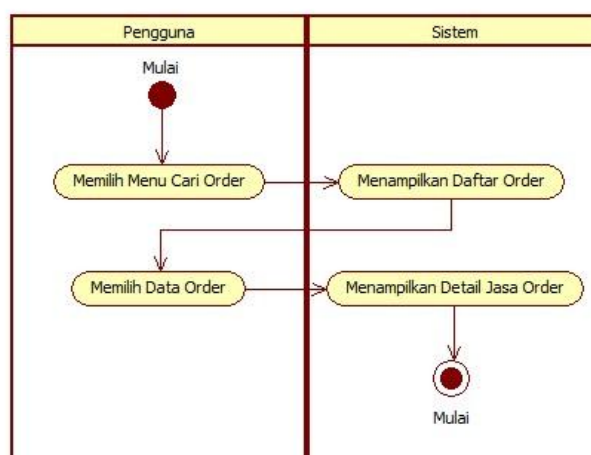 Pengguna
Sistem
Mulai
Memilih Menu Cari Order
Menampilkan Daftar Order
Memilih Data Order
Menampilkan Detail Jasa Order
Mulai